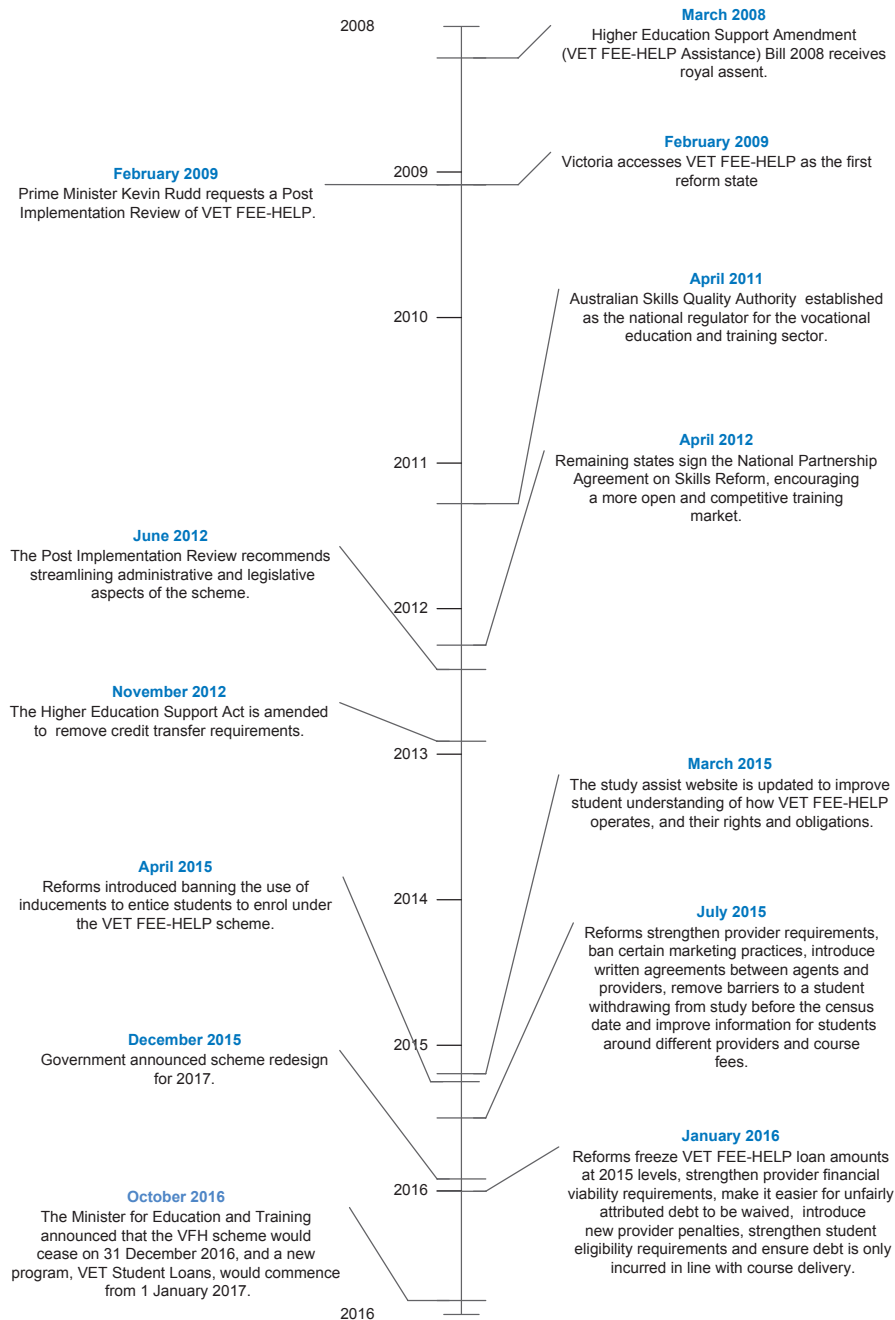 2008
March 2008
Higher Education Support Amendment
(VET FEE-HELP Assistance) Bill 2008 receives
royal assent.
February 2009
Victoria accesses VET FEE-HELP as the first
reform state
2009
February 2009
Prime Minister Kevin Rudd requests a Post
Implementation Review of VET FEE-HELP.
April 2011
Australian Skills Quality Authority established
as the national regulator for the vocational
education and training sector.
2010
April 2012
Remaining states sign the National Partnership
Agreement on Skills Reform, encouraging
a more open and competitive training
market.
2011
June 2012
The Post Implementation Review recommends
streamlining administrative and legislative
aspects of the scheme.
2012
November 2012
The Higher Education Support Act is amended
to remove credit transfer requirements.
2013
March 2015
The study assist website is updated to improve
student understanding of how VET FEE-HELP
operates, and their rights and obligations.
April 2015
Reforms introduced banning the use of
inducements to entice students to enrol under
the VET FEE-HELP scheme.
2014
July 2015
Reforms strengthen provider requirements,
ban certain marketing practices, introduce
written agreements between agents and
providers, remove barriers to a student
withdrawing from study before the census
date and improve information for students
around different providers and course
fees.
December 2015
Government announced scheme redesign
for 2017.
2015
January 2016
Reforms freeze VET FEE-HELP loan amounts
at 2015 levels, strengthen provider financial
viability requirements, make it easier for unfairly
attributed debt to be waived, introduce
new provider penalties, strengthen student
eligibility requirements and ensure debt is only
incurred in line with course delivery.
2016
October 2016
The Minister for Education and Training
announced that the VFH scheme would
cease on 31 December 2016, and a new
program, VET Student Loans, would commence
from 1 January 2017.
2016